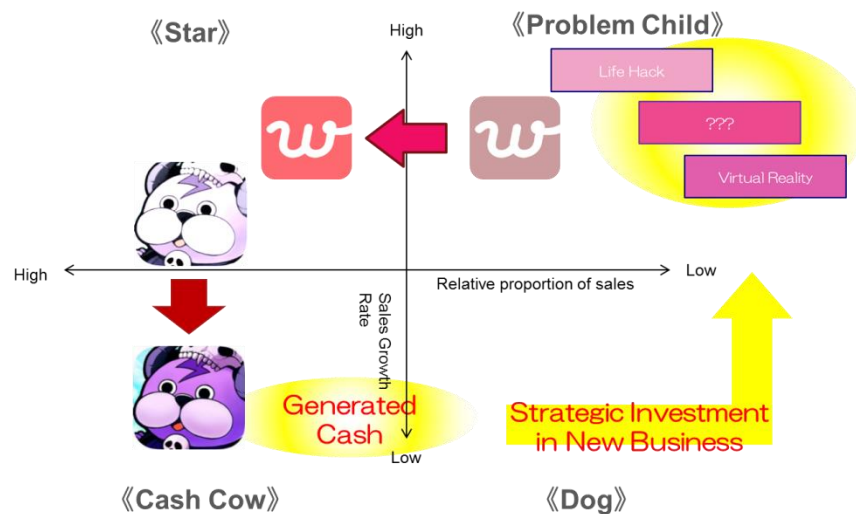 《Star》
High
《Problem Child》
Life Hack
w
w
???
Virtual Reality
High
Relative proportion of sales
Low
Sales Growth
Rate
Generated
Cash
Strategic Investment
in New Business
Low
《Cash Cow》
《Dog》